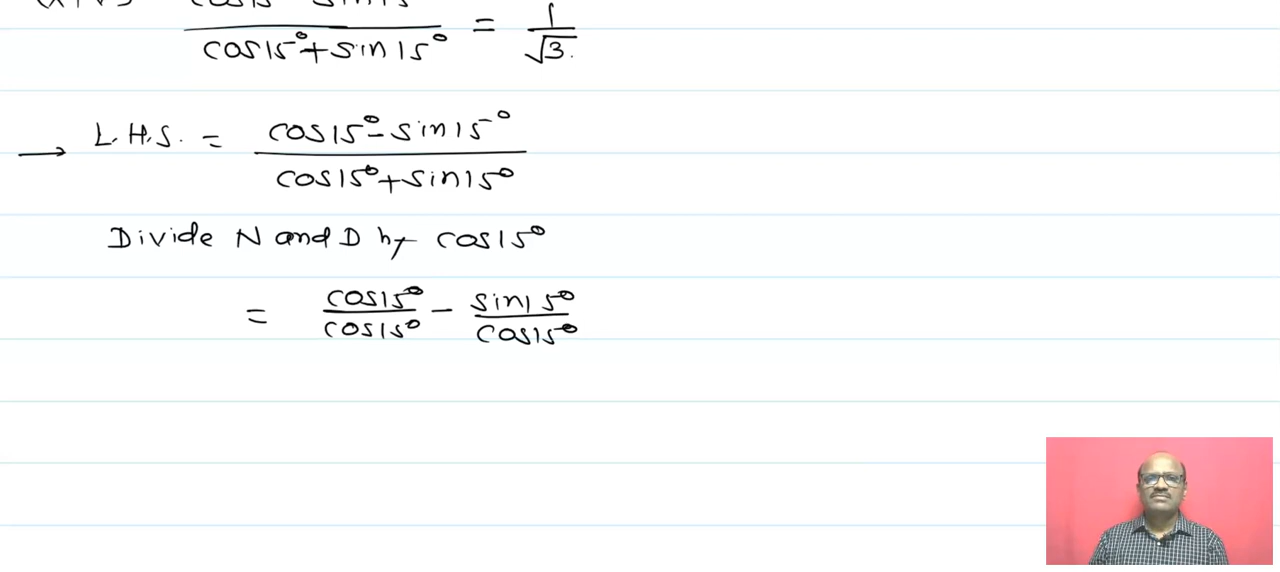 cos15°+sin15° = 1/√3.
→ L.H.S. = (cos15°-sin15°)/(cos15°+sin15°)
Divide N and D by cos15°
= cos15°/cos15° - sin15°/cos15°